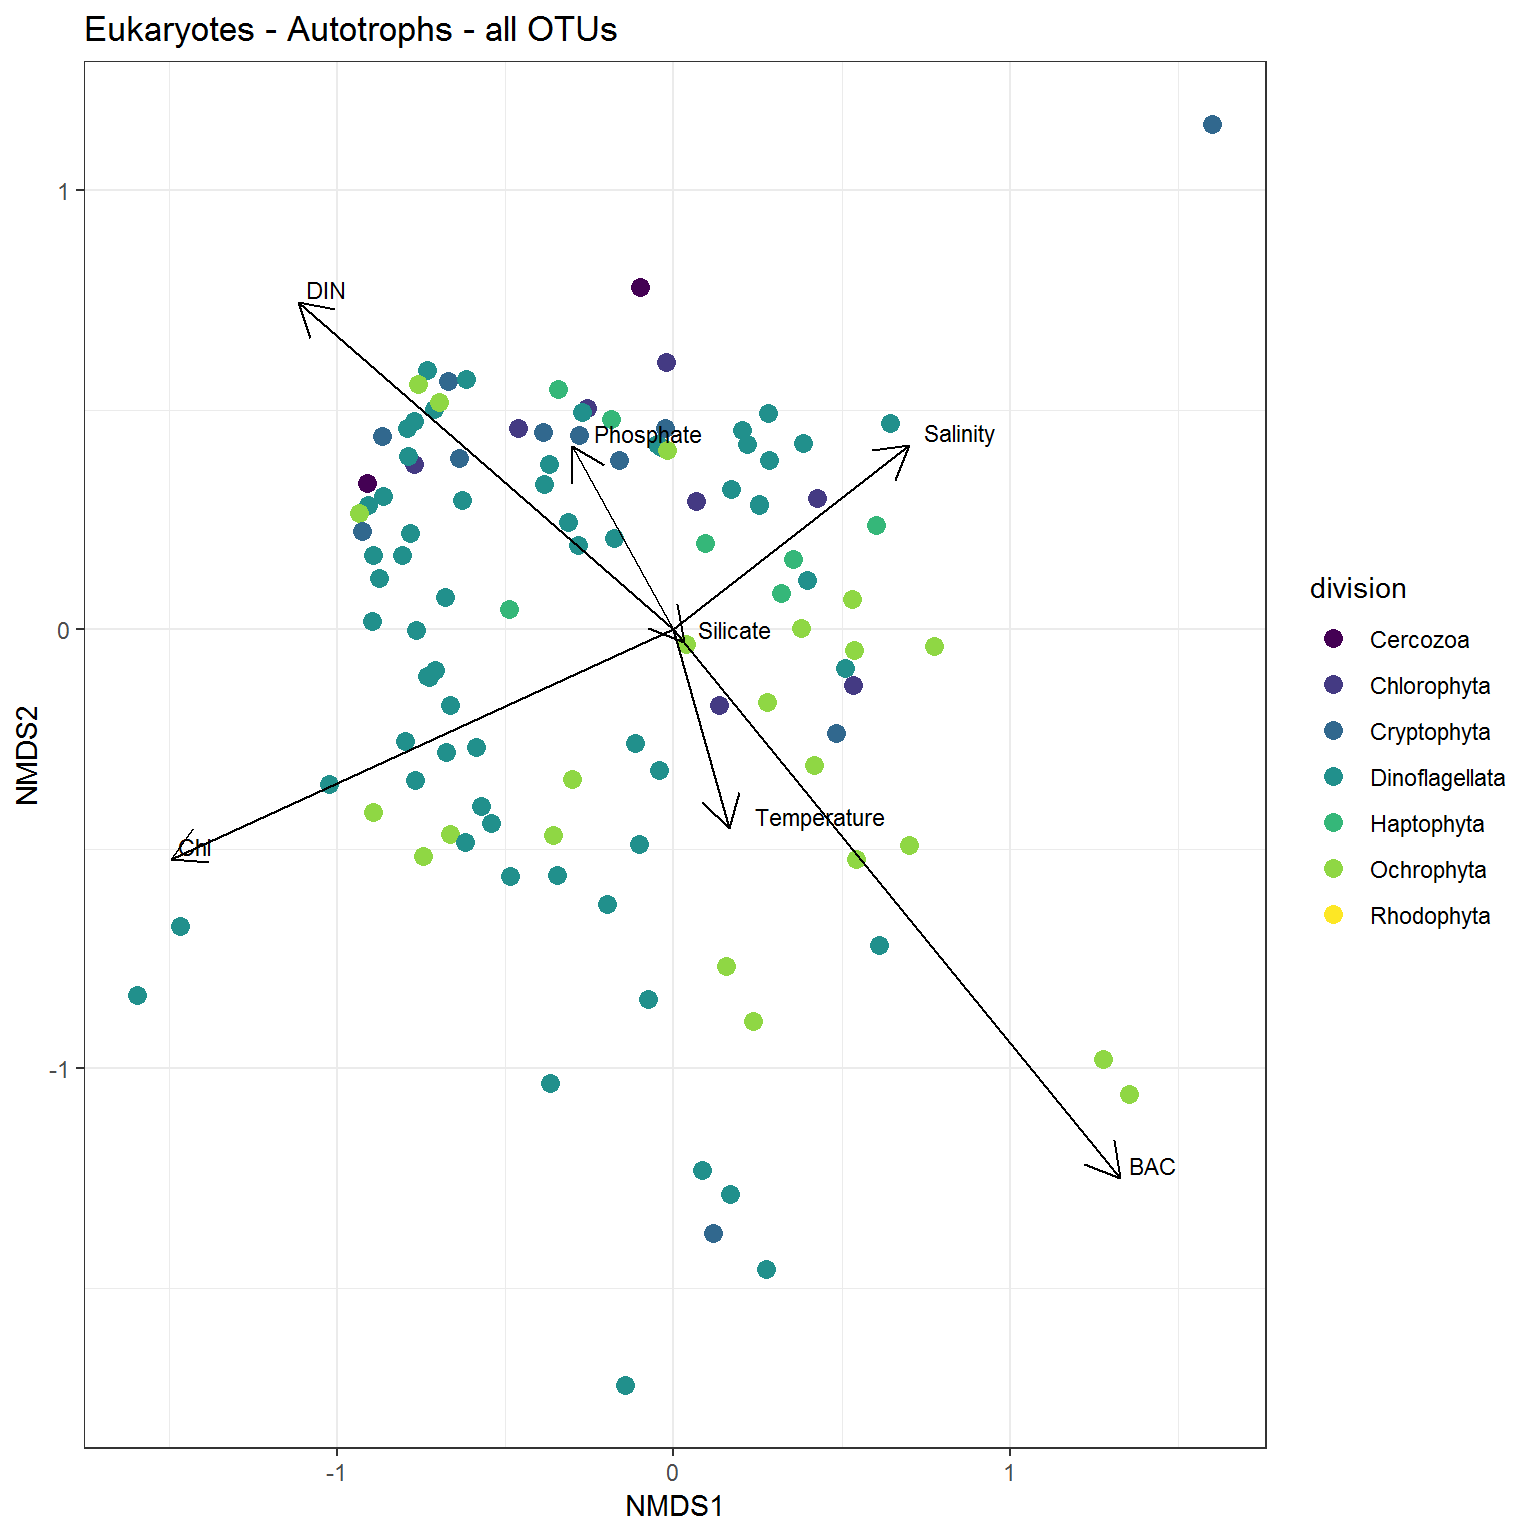 Eukaryotes - Autotrophs - all OTUs
1
0
-1
NMDS2
DIN
Phosphate
Salinity
Silicate
Temperature
Chl
BAC
-1
0
1
NMDS1
division
Cercozoa
Chlorophyta
Cryptophyta
Dinoflagellata
Haptophyta
Ochrophyta
Rhodophyta